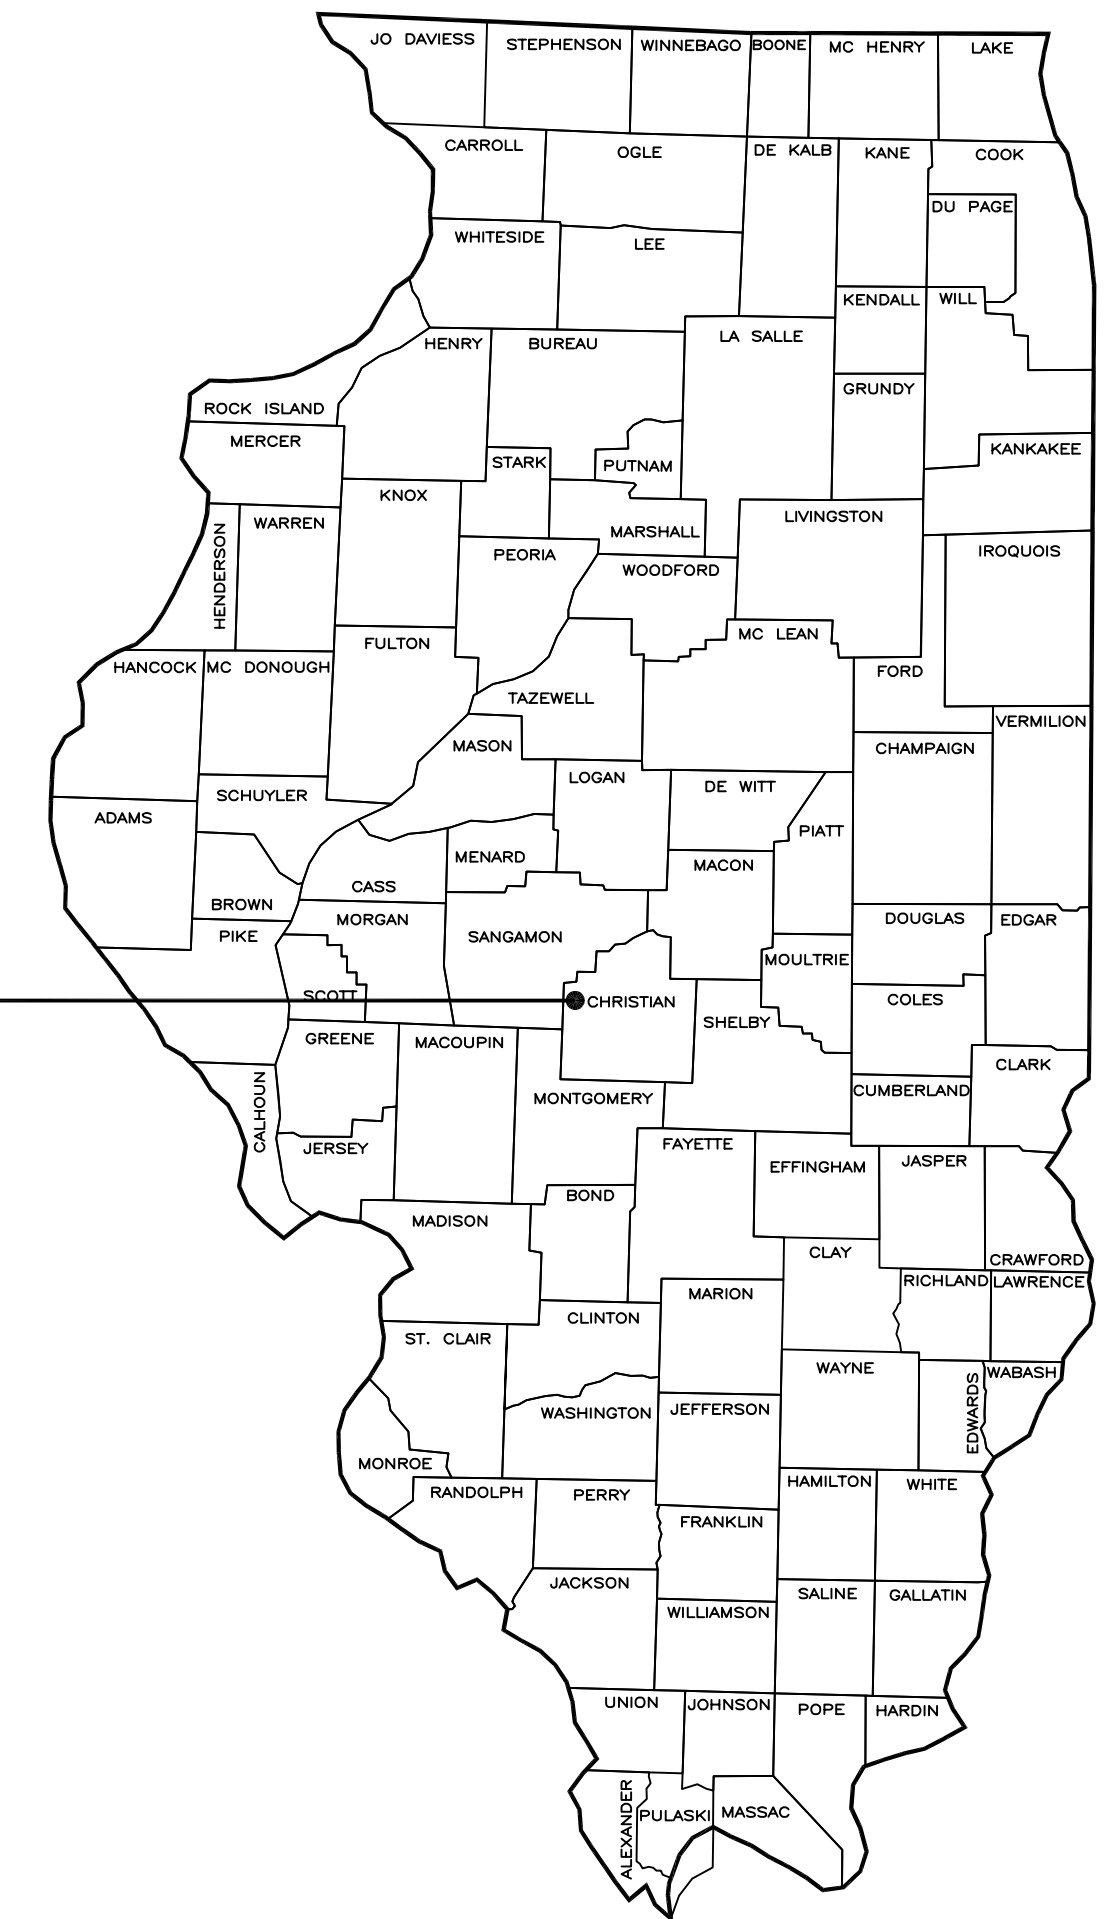 JO DAVIESS
STEPHENSON
WINNEBAGO
BOONE
MC HENRY
LAKE
CARROLL
OGLE
DE KALB
KANE
COOK
DU PAGE
WHITESIDE
LEE
KENDALL
WILL
HENRY
BUREAU
LA SALLE
GRUNDY
ROCK ISLAND
MERCER
STARK
PUTNAM
KANKAKEE
KNOX
WARREN
HENDERSON
MARSHALL
LIVINGSTON
PEORIA
WOODFORD
IROQUOIS
FULTON
MC LEAN
HANCOCK
MC DONOUGH
FORD
TAZEWELL
VERMILION
MASON
CHAMPAIGN
LOGAN
DE WITT
SCHUYLER
ADAMS
PIATT
MENARD
MACON
CASS
BROWN
MORGAN
DOUGLAS
EDGAR
PIKE
SANGAMON
MOULTRIE
SCOTT
CHRISTIAN
COLES
SHELBY
GREENE
MACOUPIN
CLARK
CUMBERLAND
CALHOUN
MONTGOMERY
JERSEY
FAYETTE
EFFINGHAM
JASPER
BOND
MADISON
CLAY
CRAWFORD
RICHLAND
LAWRENCE
MARION
CLINTON
ST. CLAIR
WAYNE
WABASH
EDWARDS
WASHINGTON
JEFFERSON
MONROE
RANDOLPH
PERRY
HAMILTON
WHITE
FRANKLIN
JACKSON
SALINE
GALLATIN
WILLIAMSON
UNION
JOHNSON
POPE
HARDIN
ALEXANDER
PULASKI
MASSAC